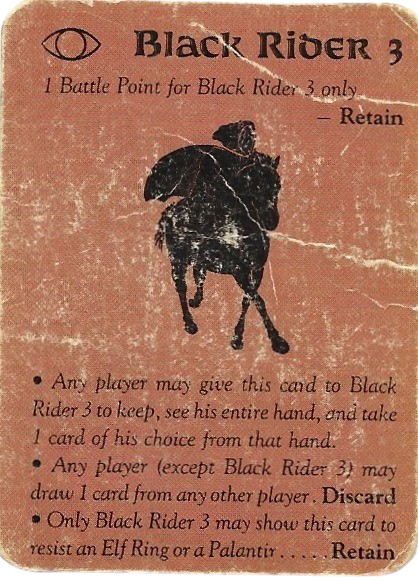 Black Rider 3
1 Battle Point for Black Rider 3 only
– Retain
• Any player may give this card to Black
Rider 3 to keep, see his entire hand, and take
1 card of his choice from that hand.
• Any player (except Black Rider 3) may
draw 1 card from any other player . Discard
• Only Black Rider 3 may show this card to
resist an Elf Ring or a Palantir . . . . . Retain